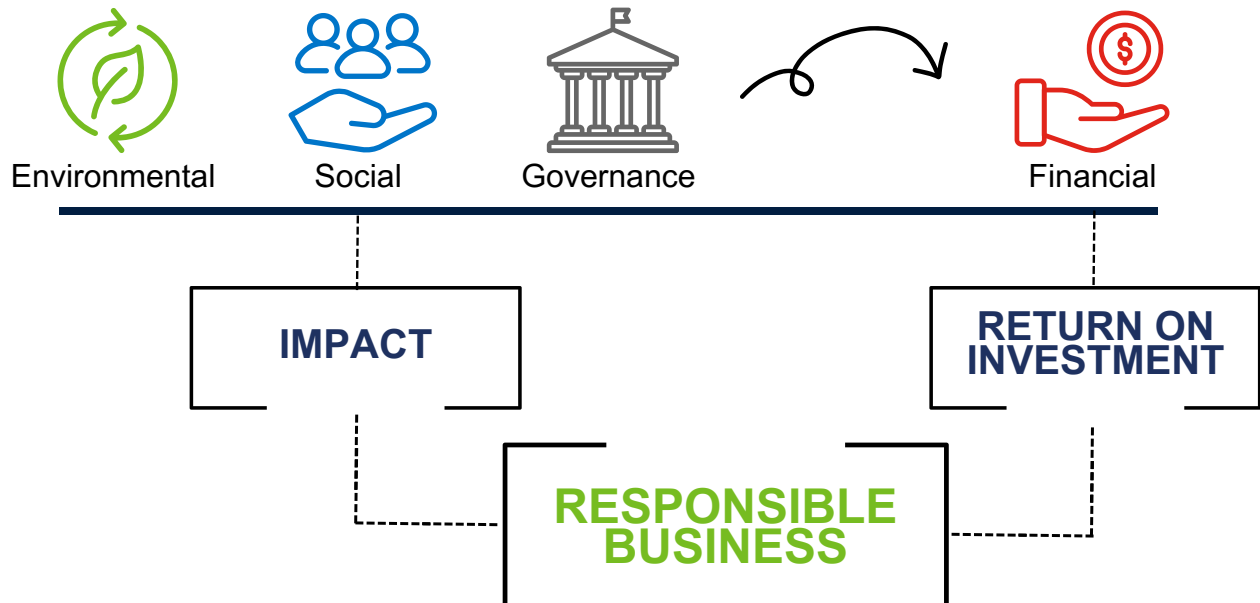 $
Environmental
Social
Governance
Financial
IMPACT
RETURN ON
INVESTMENT
RESPONSIBLE
BUSINESS